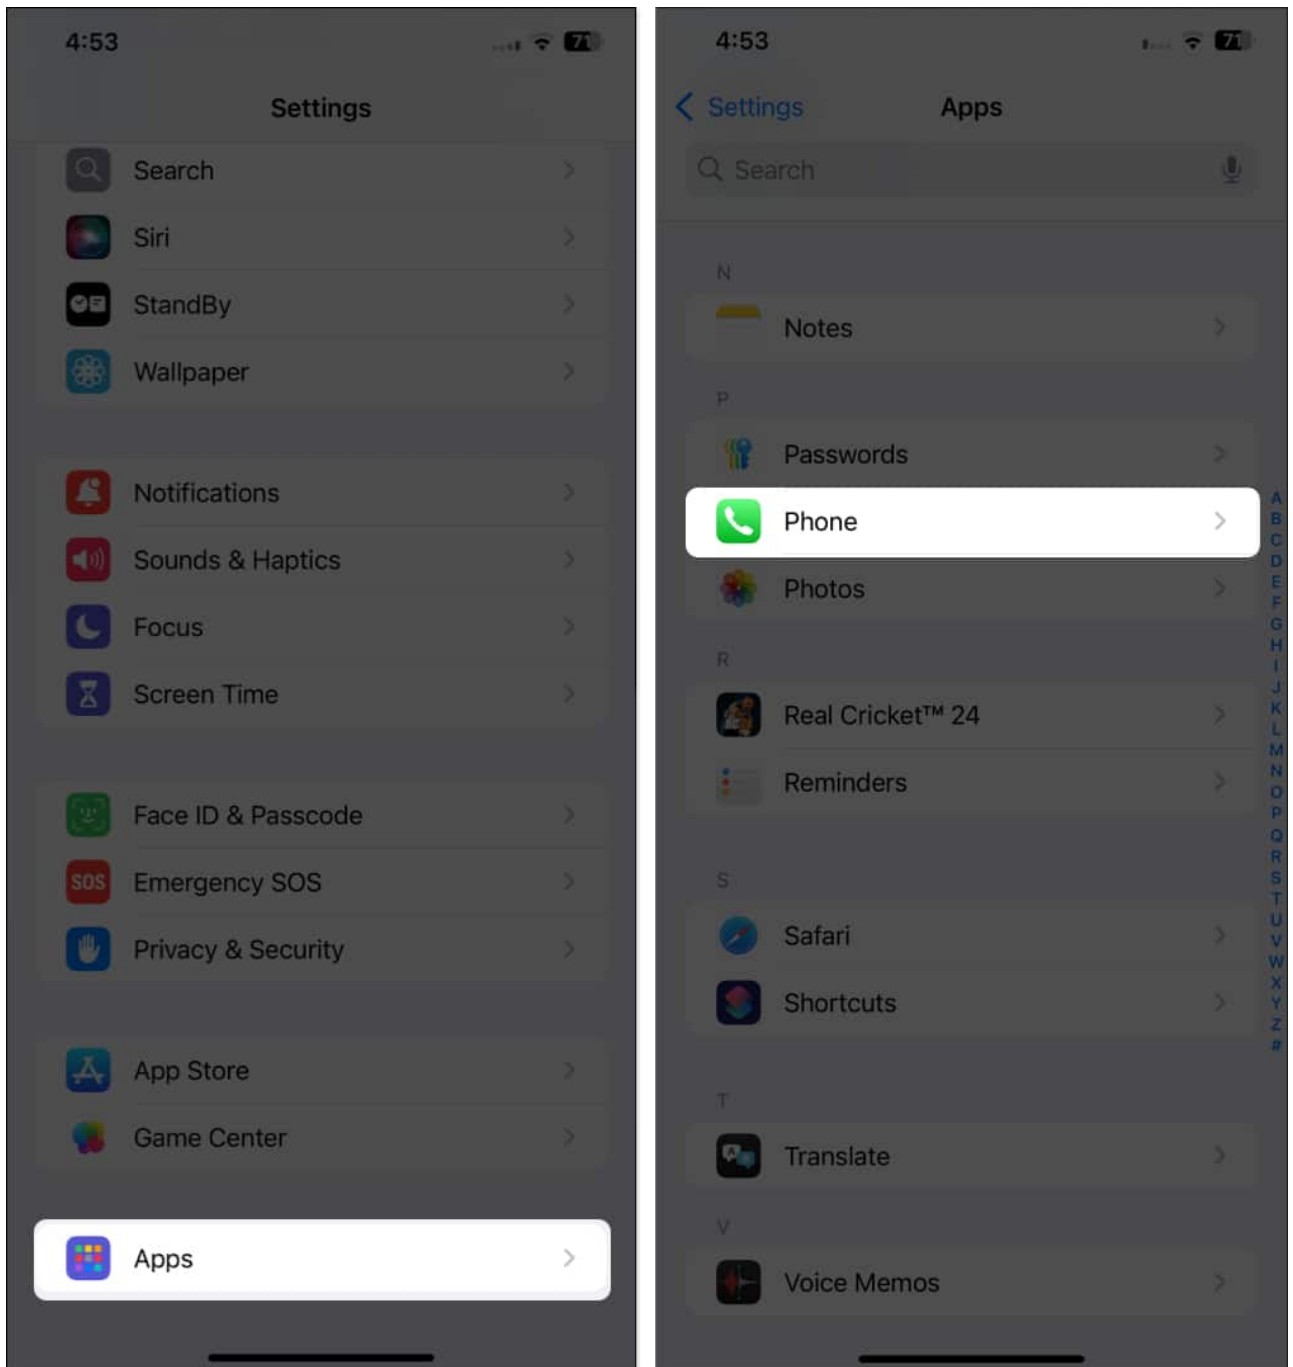 4:53
71
Settings
Search
Siri
StandBy
Wallpaper
Notifications
Sounds & Haptics
Focus
Screen Time
Face ID & Passcode
SOS
Emergency SOS
Privacy & Security
App Store
Game Center
Apps
4:53
71
Settings
Apps
Search
N
Notes
P
Passwords
Phone
Photos
R
Real Cricket™ 24
Reminders
S
Safari
Shortcuts
T
Translate
V
Voice Memos
A
B
C
D
E
F
G
H
I
J
K
L
M
N
O
P
Q
R
S
T
U
V
W
X
Y
Z
#